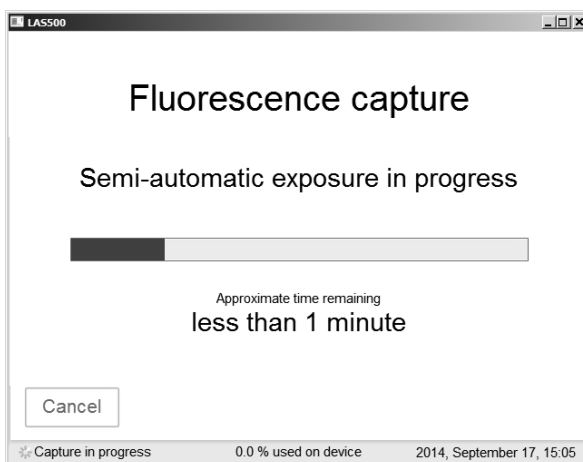 LAS500
Fluorescence capture
Semi-automatic exposure in progress
Approximate time remaining
less than 1 minute
Cancel
Capture in progress 0.0 % used on device 2014, September 17, 15:05